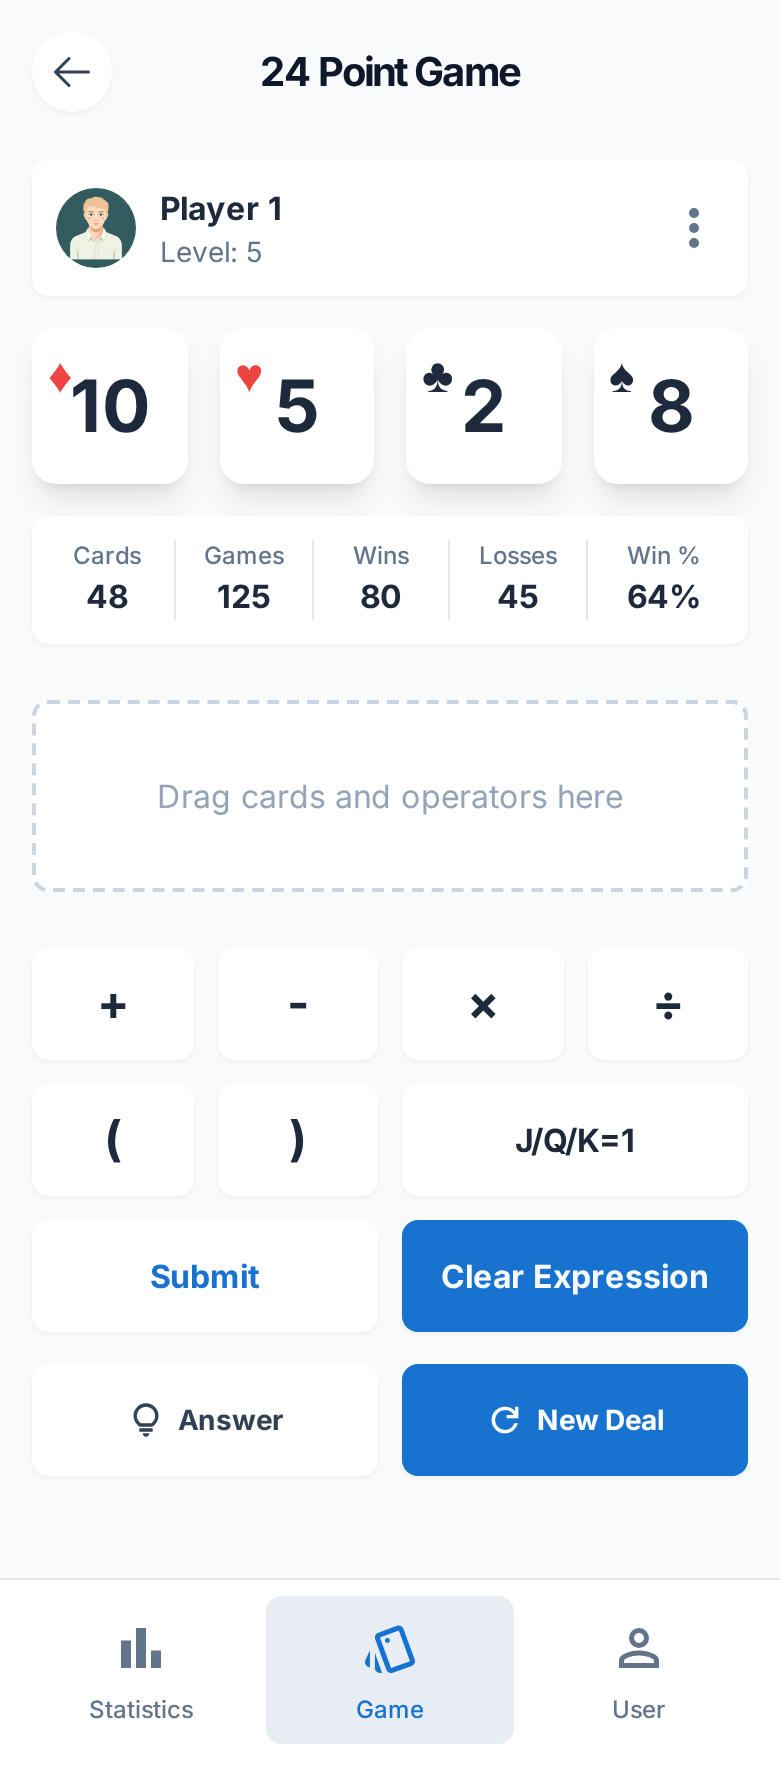 24 Point Game
Player 1
Level: 5
♦10 ♥5 ♣2 ♠8
Cards Games Wins Losses Win %
48 125 80 45 64%
Drag cards and operators here
+ - × ÷
( ) J/Q/K=1
Submit Clear Expression
Answer New Deal
Statistics Game User